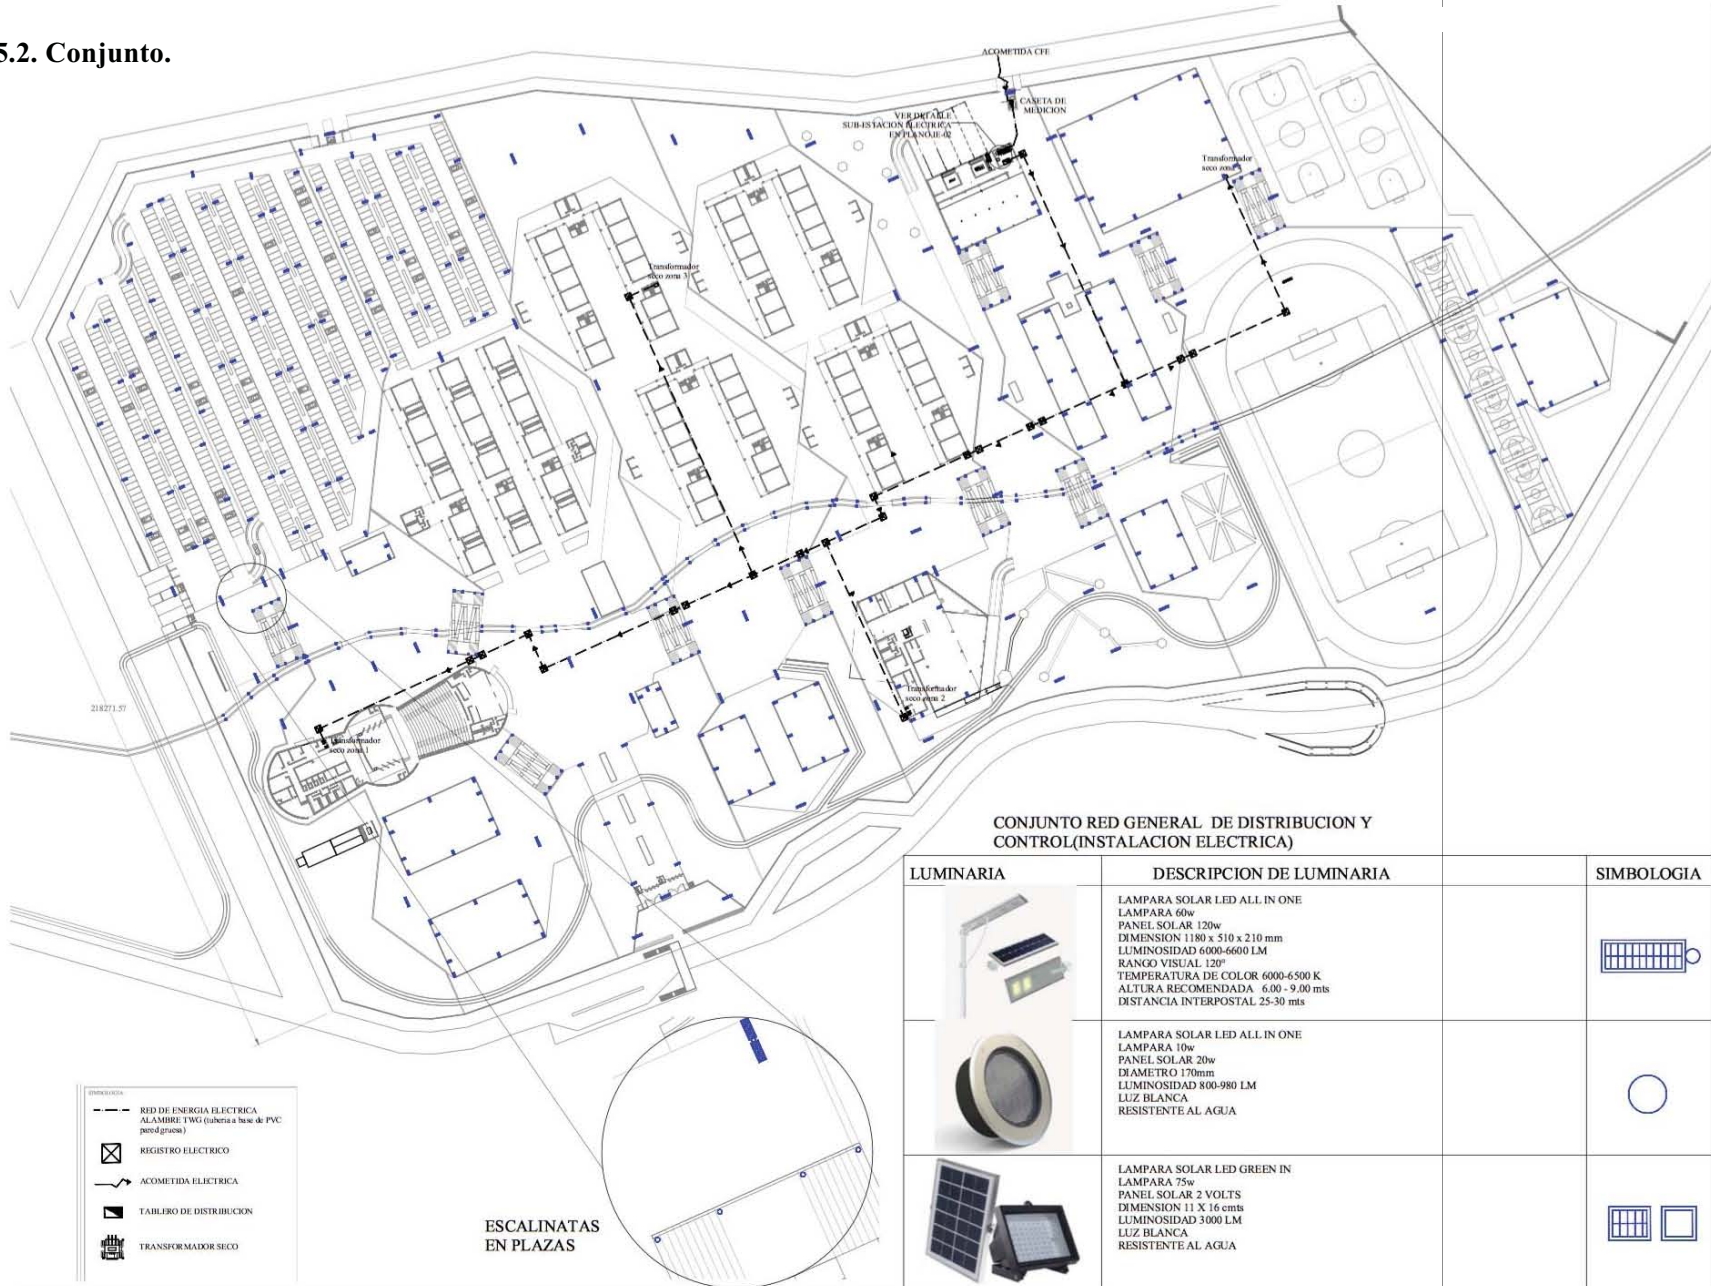 5.2. Conjunto.
ACOMETIDA CFE
CASETA DE
MEDICION
VER DETALLE
SUB-ESTACION ELECTRICA
EN PLANO IE-02
Transformador
seco zona
Transformador
seco zona 3
218271.57
Transformador
seco zona 2
Transformador
seco zona 1
CONJUNTO RED GENERAL DE DISTRIBUCION Y
CONTROL(INSTALACION ELECTRICA)
LUMINARIA
DESCRIPCION DE LUMINARIA
SIMBOLOGIA
LAMPARA SOLAR LED ALL IN ONE
LAMPARA 60w
PANEL SOLAR 120w
DIMENSION 1180 x 510 x 210 mm
LUMINOSIDAD 6000-6600 LM
RANGO VISUAL 120°
TEMPERATURA DE COLOR 6000-6500 K
ALTURA RECOMENDADA 6.00 - 9.00 mts
DISTANCIA INTERPOSTAL 25-30 mts
LAMPARA SOLAR LED ALL IN ONE
LAMPARA 10w
PANEL SOLAR 20w
DIAMETRO 170mm
LUMINOSIDAD 800-980 LM
LUZ BLANCA
RESISTENTE AL AGUA
LAMPARA SOLAR LED GREEN IN
LAMPARA 75w
PANEL SOLAR 2 VOLTS
DIMENSION 11 X 16 cmts
LUMINOSIDAD 3000 LM
LUZ BLANCA
RESISTENTE AL AGUA
SIMBOLOGIA
RED DE ENERGIA ELECTRICA
ALAMBRE TWG (tuberia a base de PVC
pared gruesa)
REGISTRO ELECTRICO
ACOMETIDA ELECTRICA
TABLERO DE DISTRIBUCION
TRANSFORMADOR SECO
ESCALINATAS
EN PLAZAS